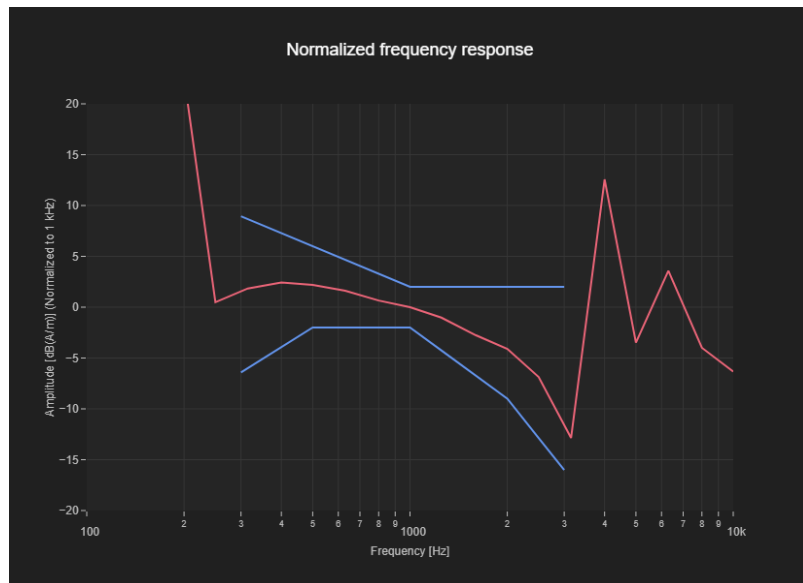 Normalized frequency response
Amplitude [dB(A/m)] (Normalized to 1 kHz)
20
15
10
5
0
−5
−10
−15
−20
100 2 3 4 5 6 7 8 9 1000 2 3 4 5 6 7 8 9 10k
Frequency [Hz]